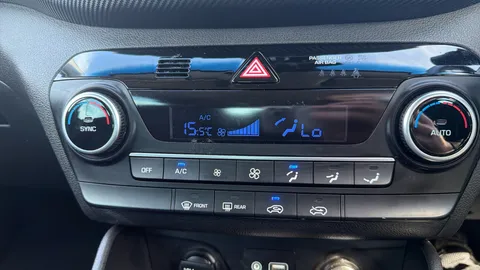 PASSENGER
AIR BAG
A/C
15.5°C Lo
SYNC
AUTO
OFF A/C
FRONT REAR